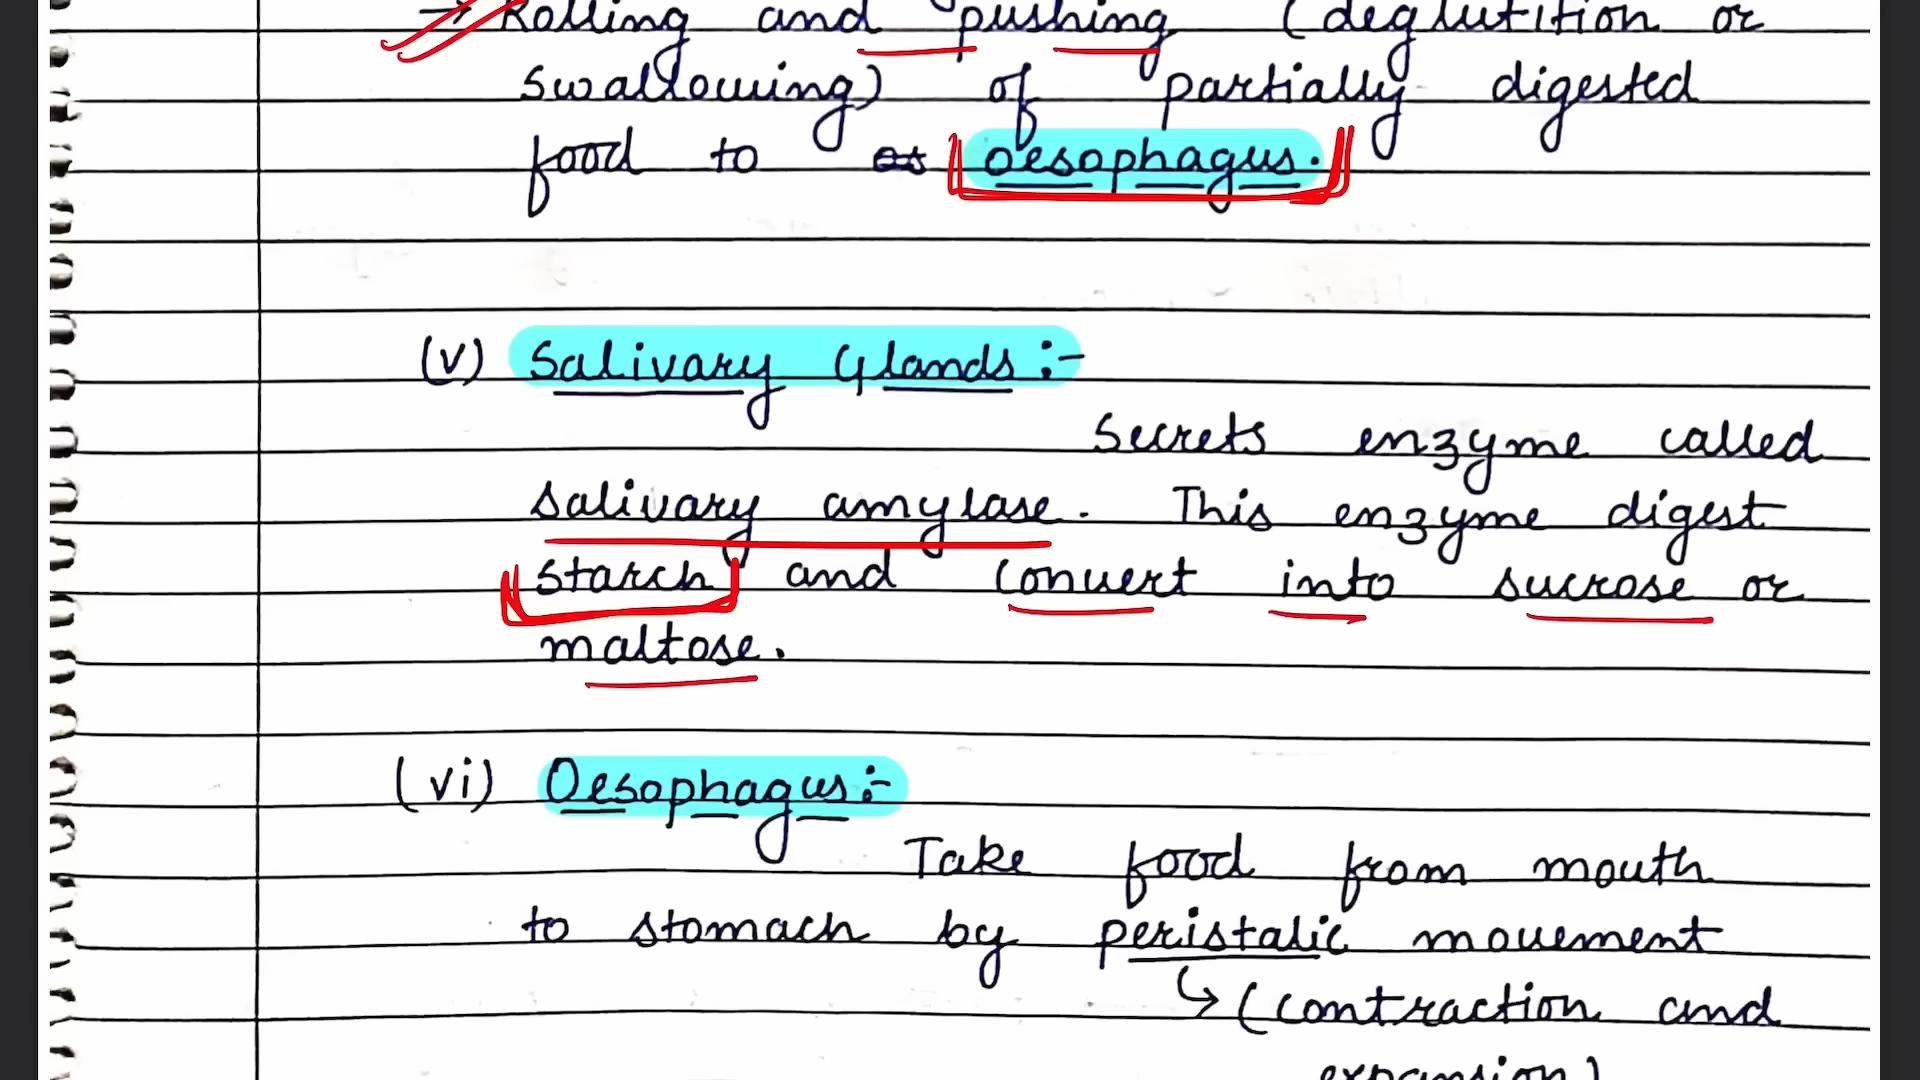 → Rolling and pushing (deglutition or
swallowing) of partially digested
food to oesophagus.
(v) Salivary Glands :-
Secrets enzyme called
salivary amylase. This enzyme digest
starch and convert into sucrose or
maltose.
(vi) Oesophagus :-
Take food from mouth
to stomach by peristalic movement
↳ (contraction and
expansion)